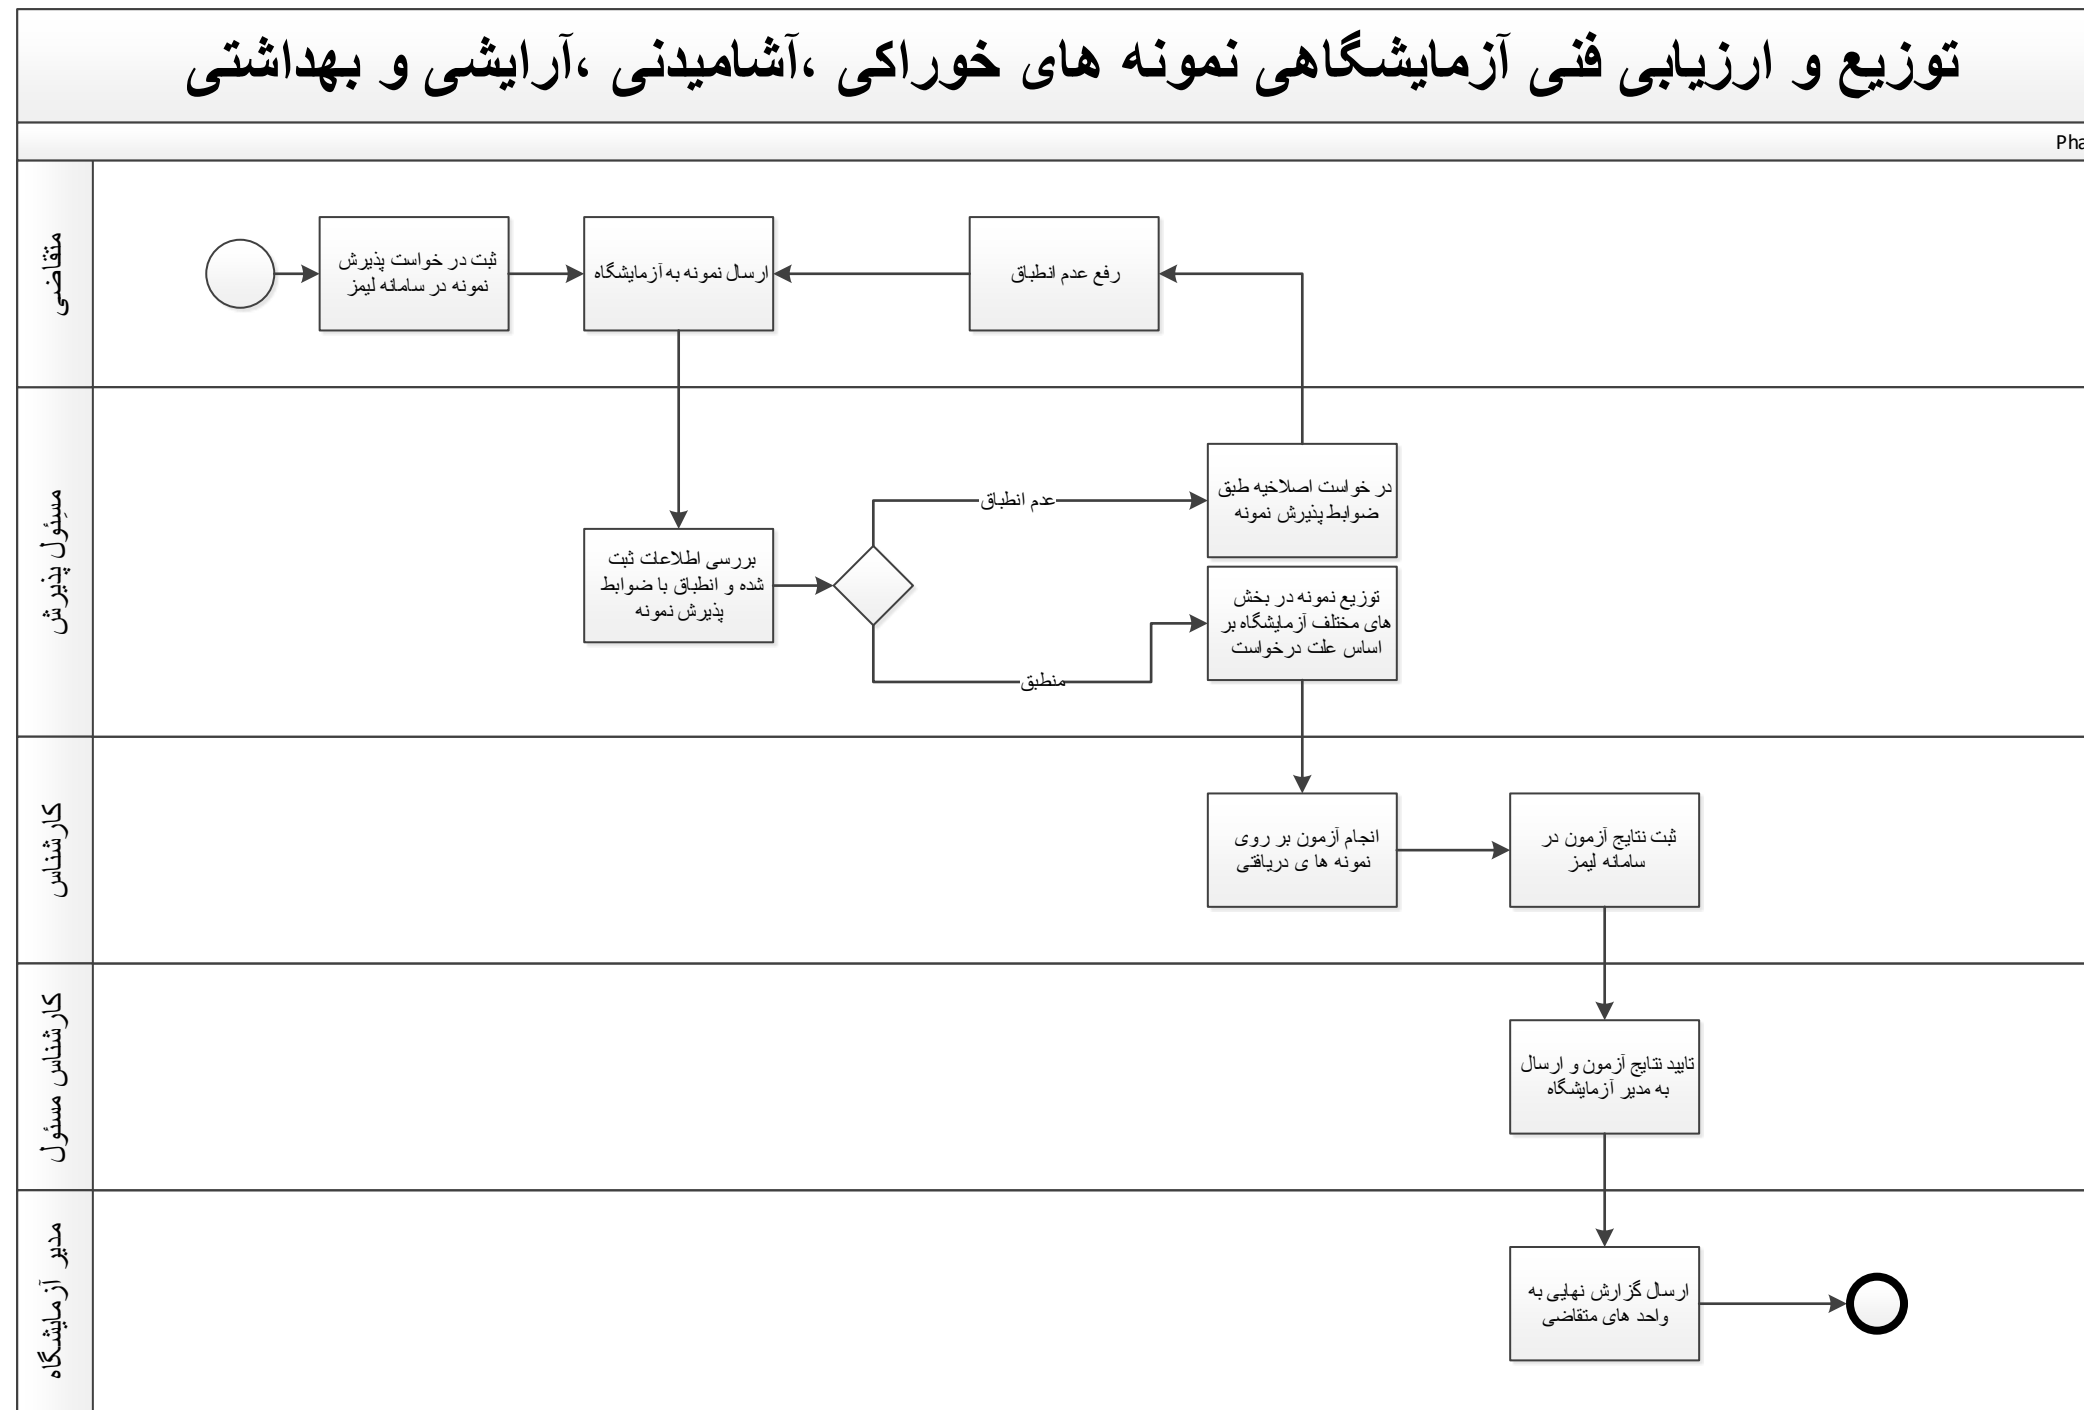 توزیع و ارزیابی فنی آزمایشگاهی نمونه های خوراکی ،آشامیدنی ،آرایشی و بهداشتی
Pha
متقاضی
ثبت در خواست پذیرش
نمونه در سامانه لیمز
ارسال نمونه به آزمایشگاه
رفع عدم انطباق
مسئول پذیرش
بررسی اطلاعات ثبت
شده و انطباق با ضوابط
پذیرش نمونه
عدم انطباق
منطبق
در خواست اصلاحیه طبق
ضوابط پذیرش نمونه
توزیع نمونه در بخش
های مختلف آزمایشگاه بر
اساس علت درخواست
کارشناس
انجام آزمون بر روی
نمونه ها ی دریافتی
ثبت نتایج آزمون در
سامانه لیمز
کارشناس مسئول
تایید نتایج آزمون و ارسال
به مدیر آزمایشگاه
مدیر آزمایشگاه
ارسال گزارش نهایی به
واحد های متقاضی